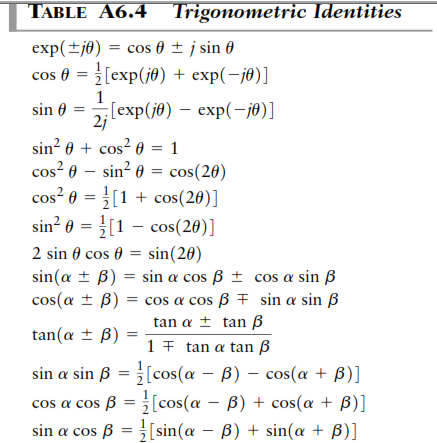 TABLE A6.4 Trigonometric Identities
exp(±jθ) = cos θ ± j sin θ
cos θ = ½[exp(jθ) + exp(−jθ)]
sin θ = 1/2j [exp(jθ) − exp(−jθ)]
sin² θ + cos² θ = 1
cos² θ − sin² θ = cos(2θ)
cos² θ = ½[1 + cos(2θ)]
sin² θ = ½[1 − cos(2θ)]
2 sin θ cos θ = sin(2θ)
sin(α ± β) = sin α cos β ± cos α sin β
cos(α ± β) = cos α cos β ∓ sin α sin β
tan(α ± β) = (tan α ± tan β)/(1 ∓ tan α tan β)
sin α sin β = ½[cos(α − β) − cos(α + β)]
cos α cos β = ½[cos(α − β) + cos(α + β)]
sin α cos β = ½[sin(α − β) + sin(α + β)]